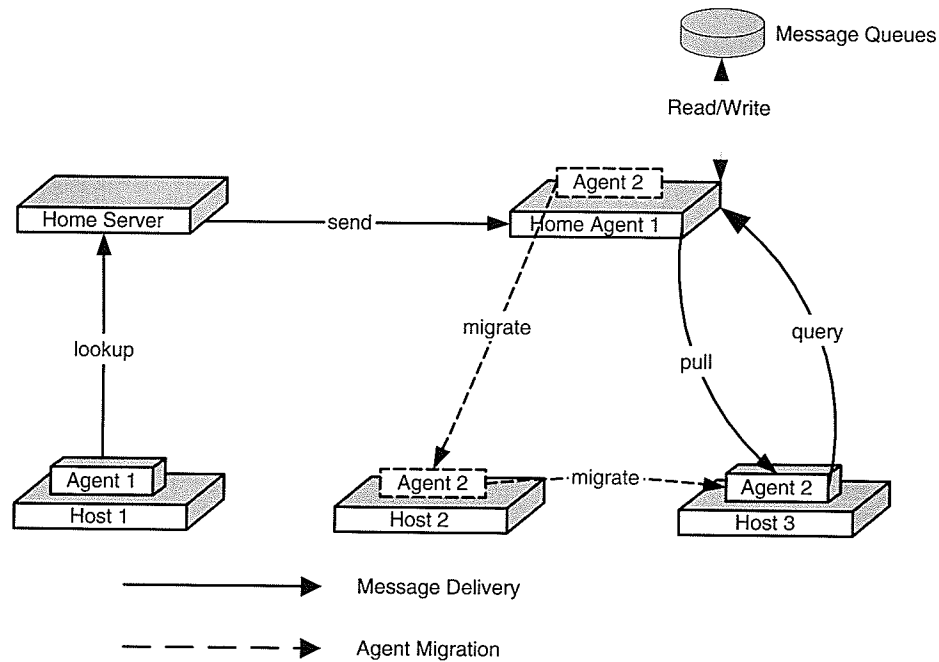 Message Queues
Read/Write
Agent 2
Home Server
send
Home Agent 1
migrate
query
lookup
pull
Agent 1
Agent 2
migrate
Agent 2
Host 1
Host 2
Host 3
Message Delivery
Agent Migration